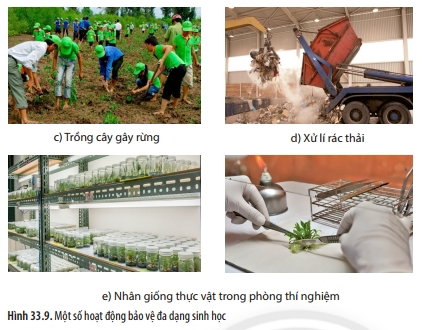 c) Trồng cây gây rừng
d) Xử lí rác thải
e) Nhân giống thực vật trong phòng thí nghiệm
Hình 33.9. Một số hoạt động bảo vệ đa dạng sinh học